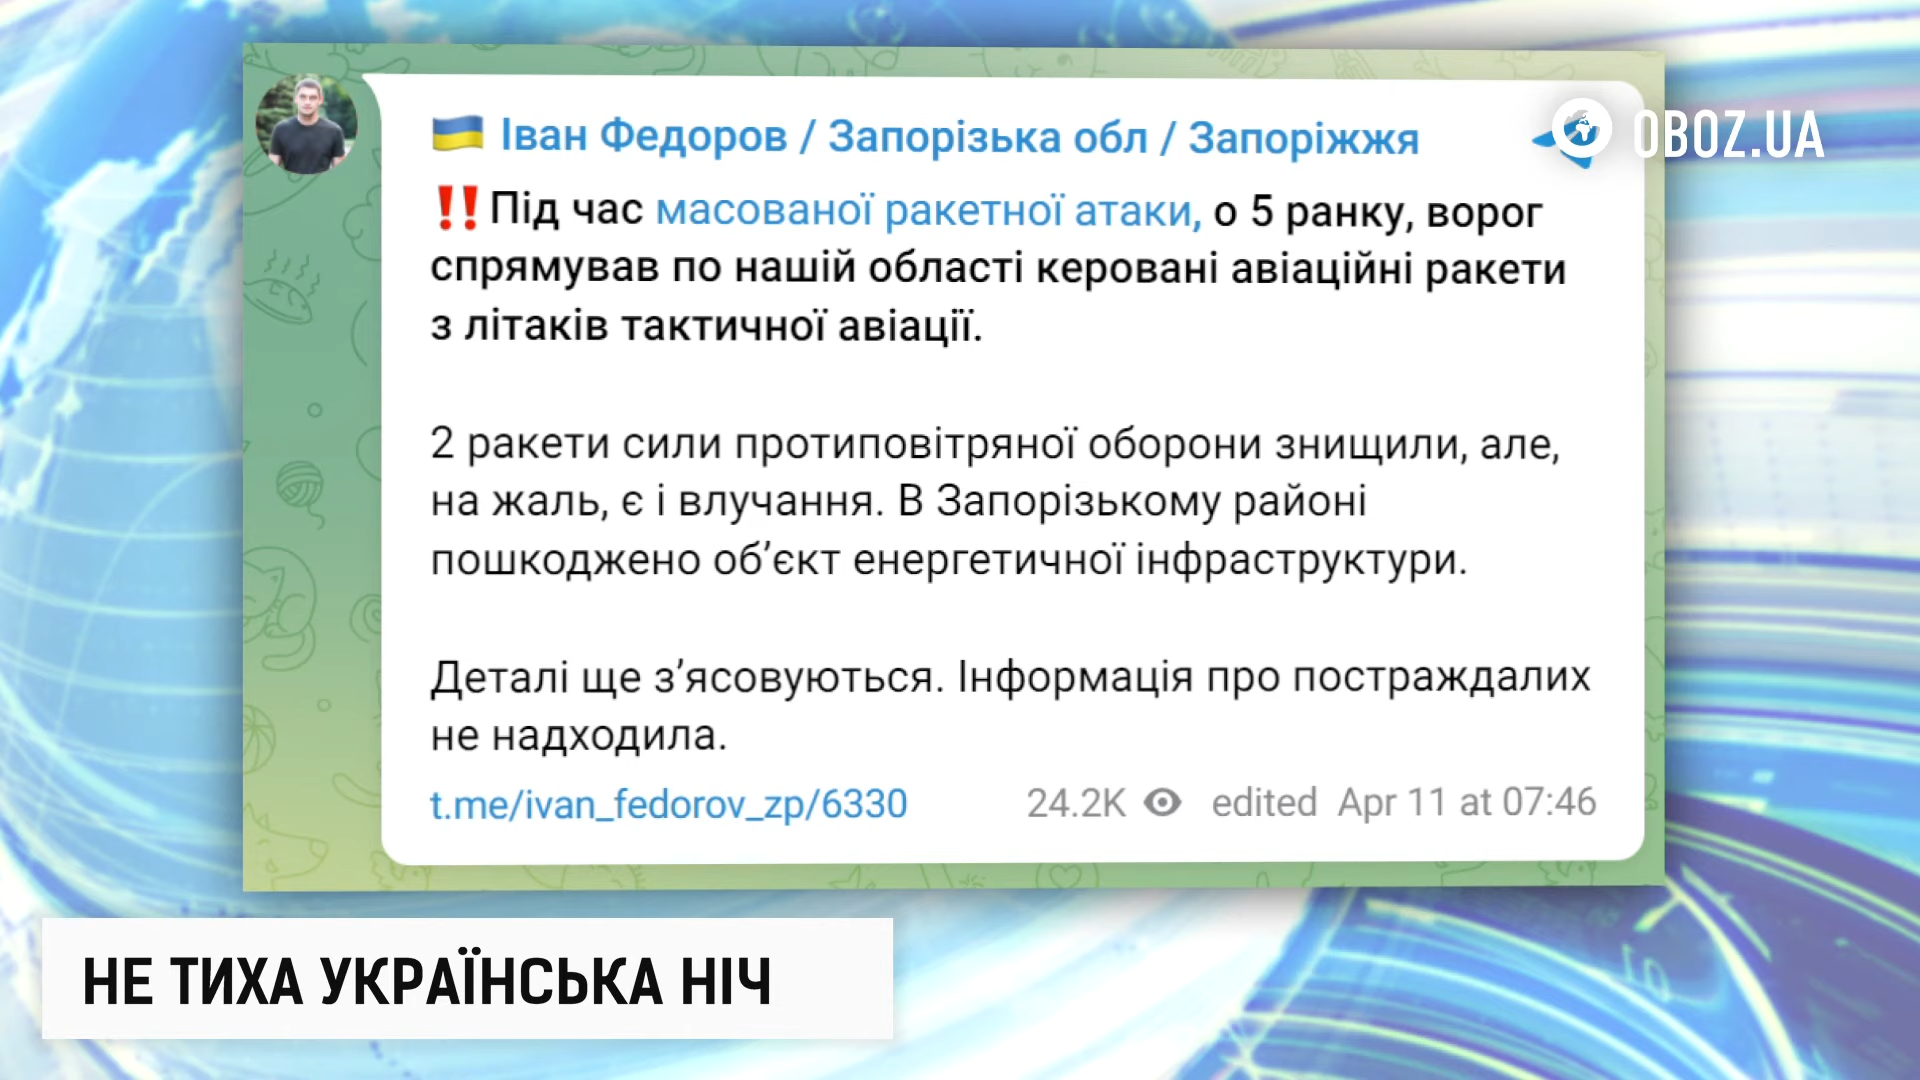 🇺🇦 Іван Федоров / Запорізька обл / Запоріжжя
OBOZ.UA
‼️Під час масованої ракетної атаки, о 5 ранку, ворог
спрямував по нашій області керовані авіаційні ракети
з літаків тактичної авіації.
2 ракети сили протиповітряної оборони знищили, але,
на жаль, є і влучання. В Запорізькому районі
пошкоджено об’єкт енергетичної інфраструктури.
Деталі ще з’ясовуються. Інформація про постраждалих
не надходила.
t.me/ivan_fedorov_zp/6330 24.2K edited Apr 11 at 07:46
НЕ ТИХА УКРАЇНСЬКА НІЧ